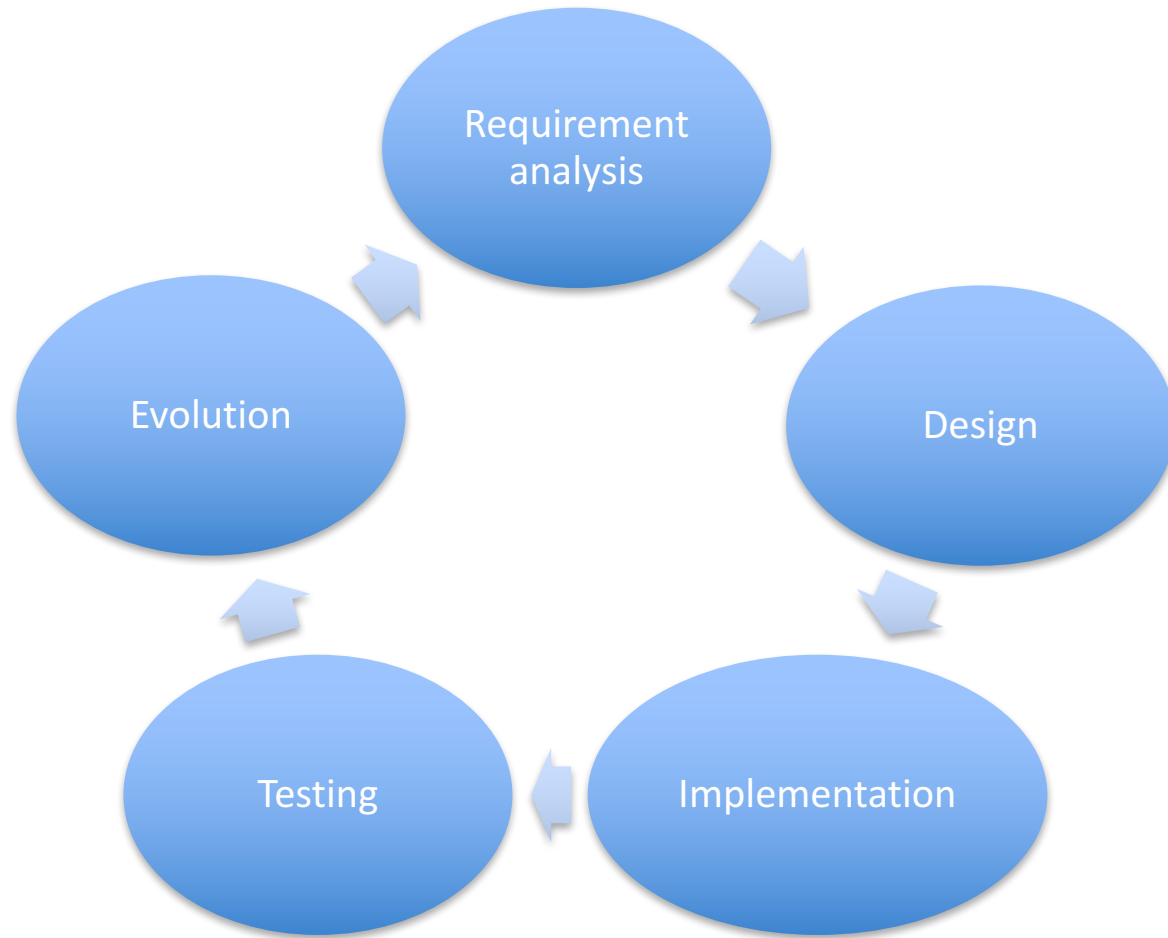 Requirement
analysis
Design
Implementation
Testing
Evolution